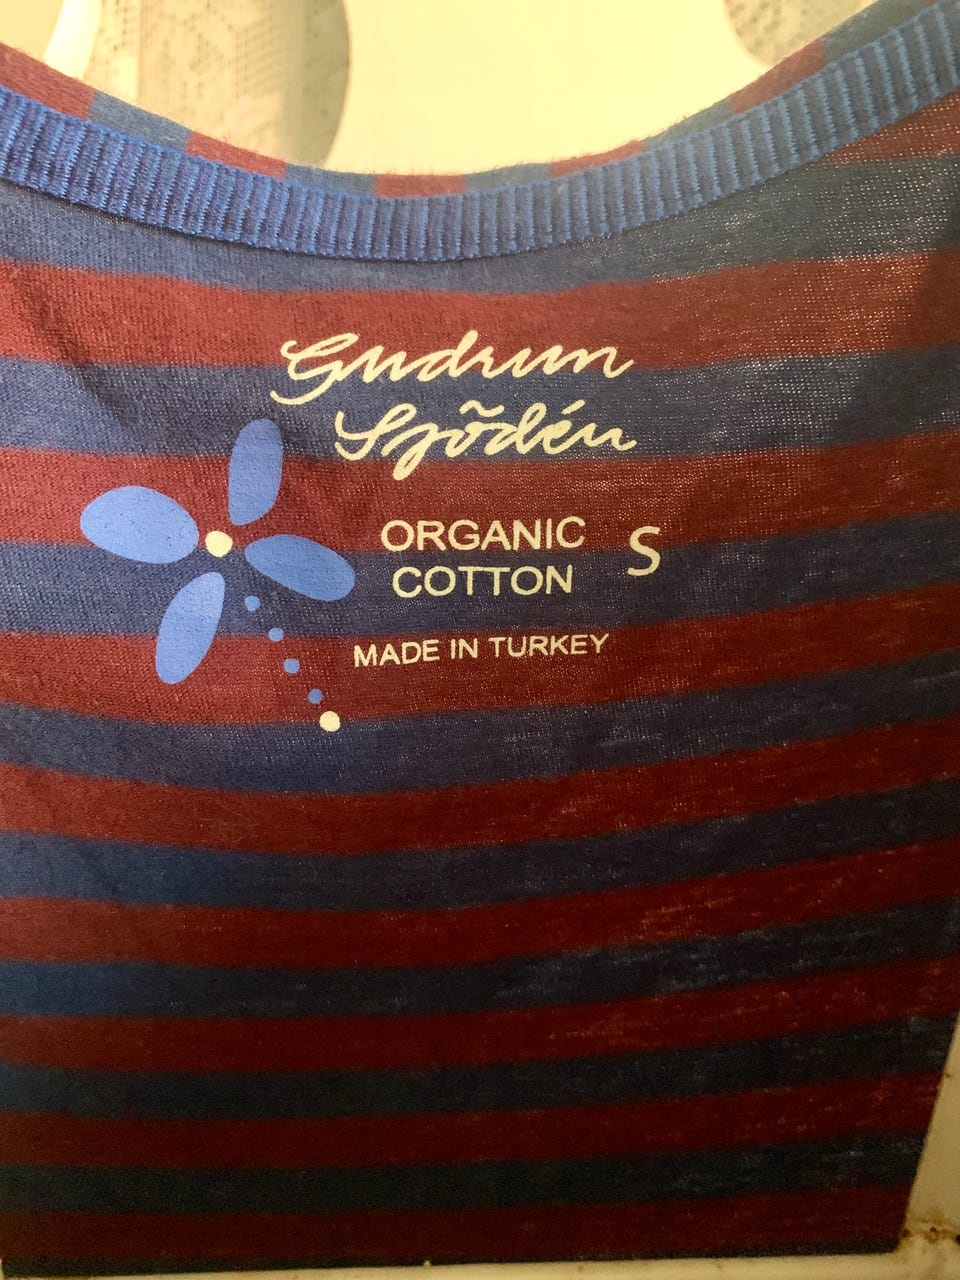 Gudrun
Sjödén
ORGANIC
COTTON
S
MADE IN TURKEY